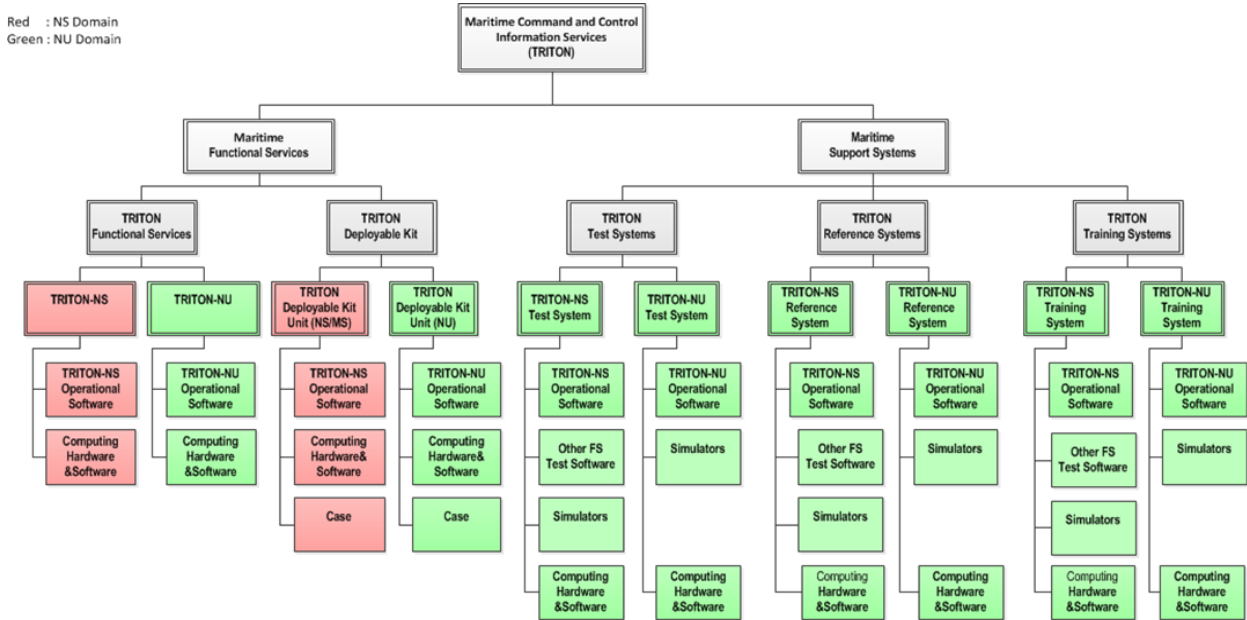 Red : NS Domain
Green : NU Domain
Maritime Command and Control
Information Services
(TRITON)
Maritime
Functional Services
Maritime
Support Systems
TRITON
Functional Services
TRITON
Deployable Kit
TRITON
Test Systems
TRITON
Reference Systems
TRITON
Training Systems
TRITON-NS
TRITON-NU
TRITON
Deployable Kit
Unit (NS/MS)
TRITON
Deployable Kit
Unit (NU)
TRITON-NS
Test System
TRITON-NU
Test System
TRITON-NS
Reference
System
TRITON-NU
Reference
System
TRITON-NS
Training
System
TRITON-NU
Training
System
TRITON-NS
Operational
Software
TRITON-NU
Operational
Software
TRITON-NS
Operational
Software
TRITON-NU
Operational
Software
TRITON-NS
Operational
Software
TRITON-NU
Operational
Software
TRITON-NS
Operational
Software
TRITON-NU
Operational
Software
TRITON-NS
Operational
Software
TRITON-NU
Operational
Software
Computing
Hardware
&Software
Computing
Hardware
&Software
Computing
Hardware&
Software
Computing
Hardware&
Software
Other FS
Test Software
Simulators
Other FS
Test Software
Simulators
Other FS
Test Software
Simulators
Case
Case
Simulators
Simulators
Simulators
Computing
Hardware
&Software
Computing
Hardware
&Software
Computing
Hardware
&Software
Computing
Hardware
&Software
Computing
Hardware
&Software
Computing
Hardware
&Software